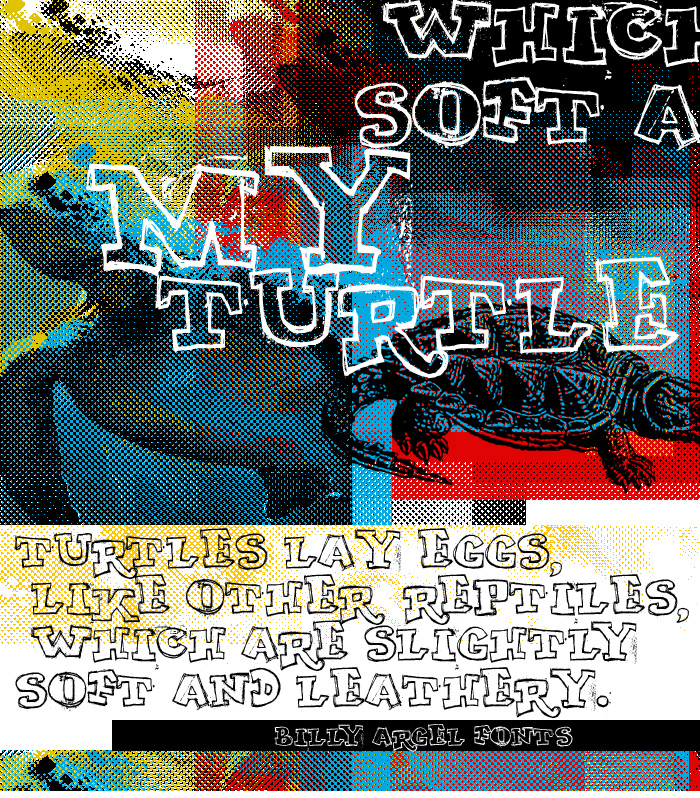 WHICH
SOFT A
MY
TURTLE
TURTLES LAY EGGS,
LIKE OTHER REPTILES,
WHICH ARE SLIGHTLY
SOFT AND LEATHERY.
BILLY ARGEL FONTS